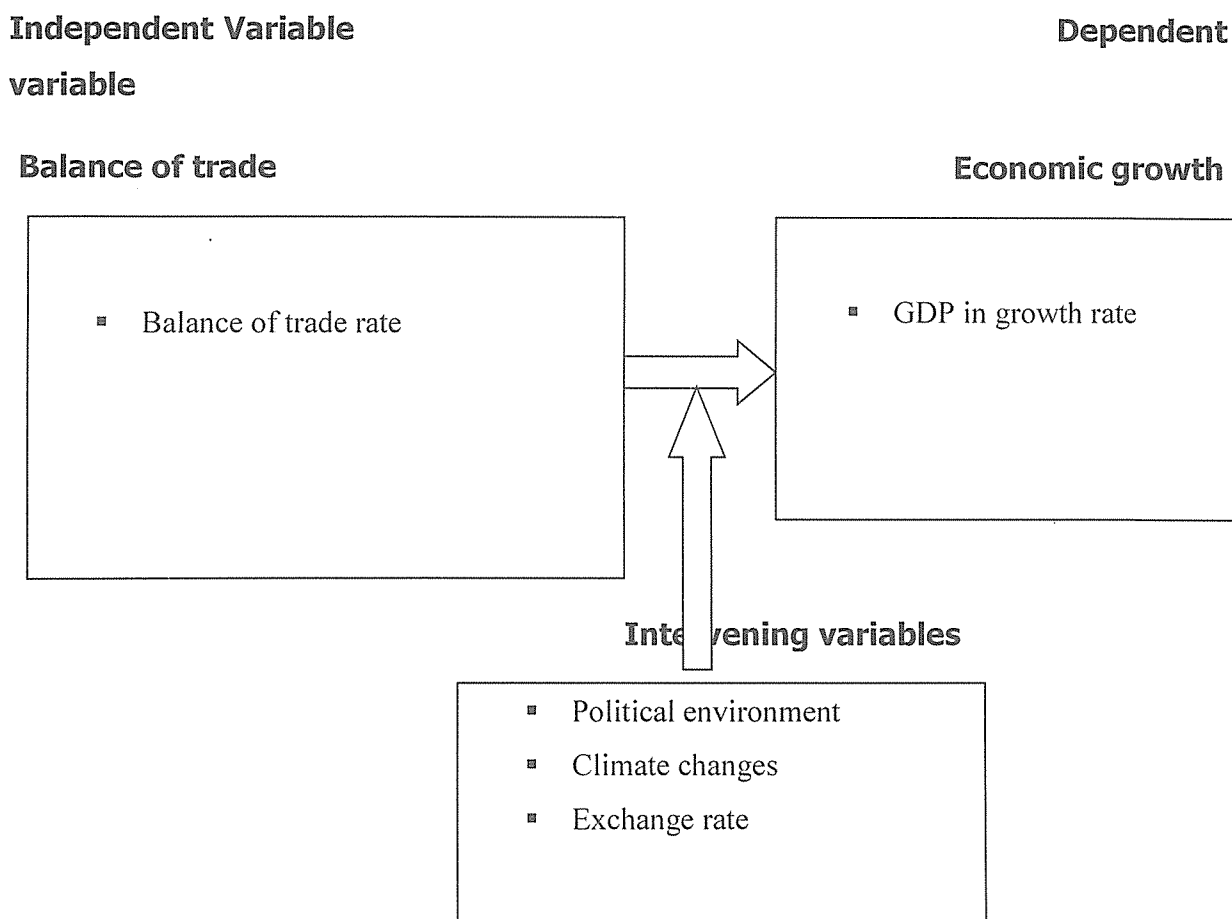 Independent Variable Dependent
variable
Balance of trade Economic growth
▪ Balance of trade rate
▪ GDP in growth rate
Intervening variables
▪ Political environment
▪ Climate changes
▪ Exchange rate